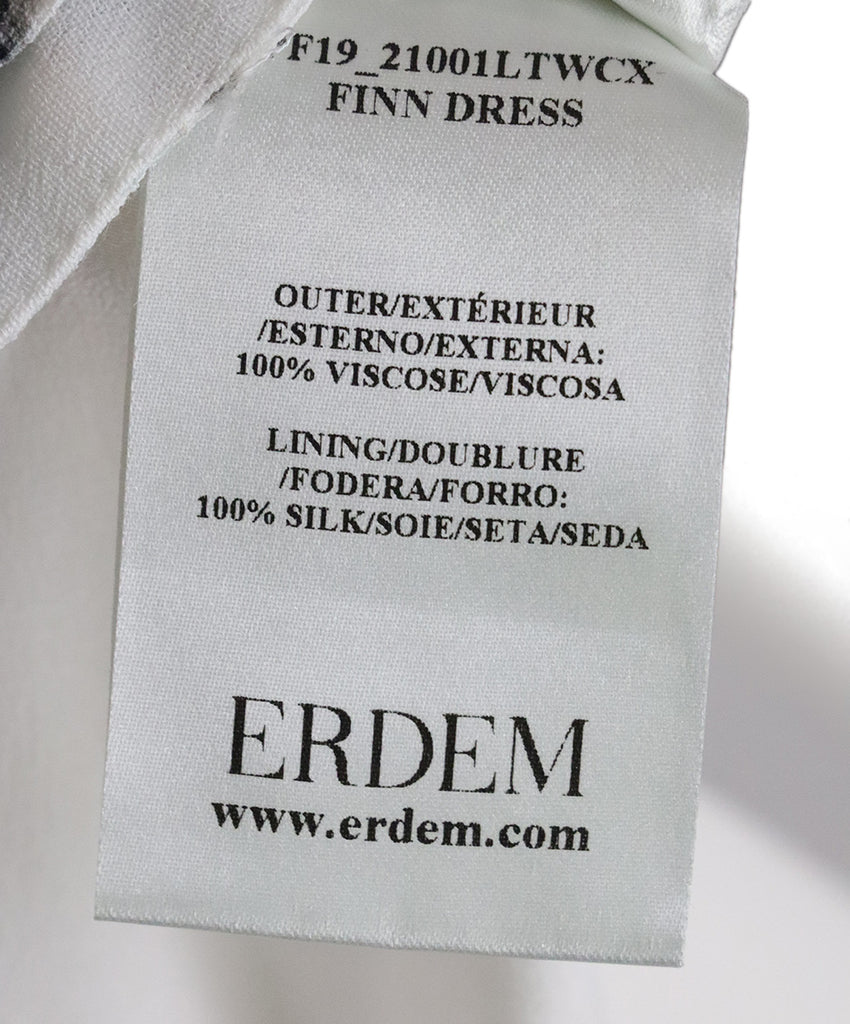 F19_21001LTWCX
FINN DRESS
OUTER/EXTÉRIEUR
/ESTERNO/EXTERNA:
100% VISCOSE/VISCOSA
LINING/DOUBLURE
/FODERA/FORRO:
100% SILK/SOIE/SETA/SEDA
ERDEM
www.erdem.com